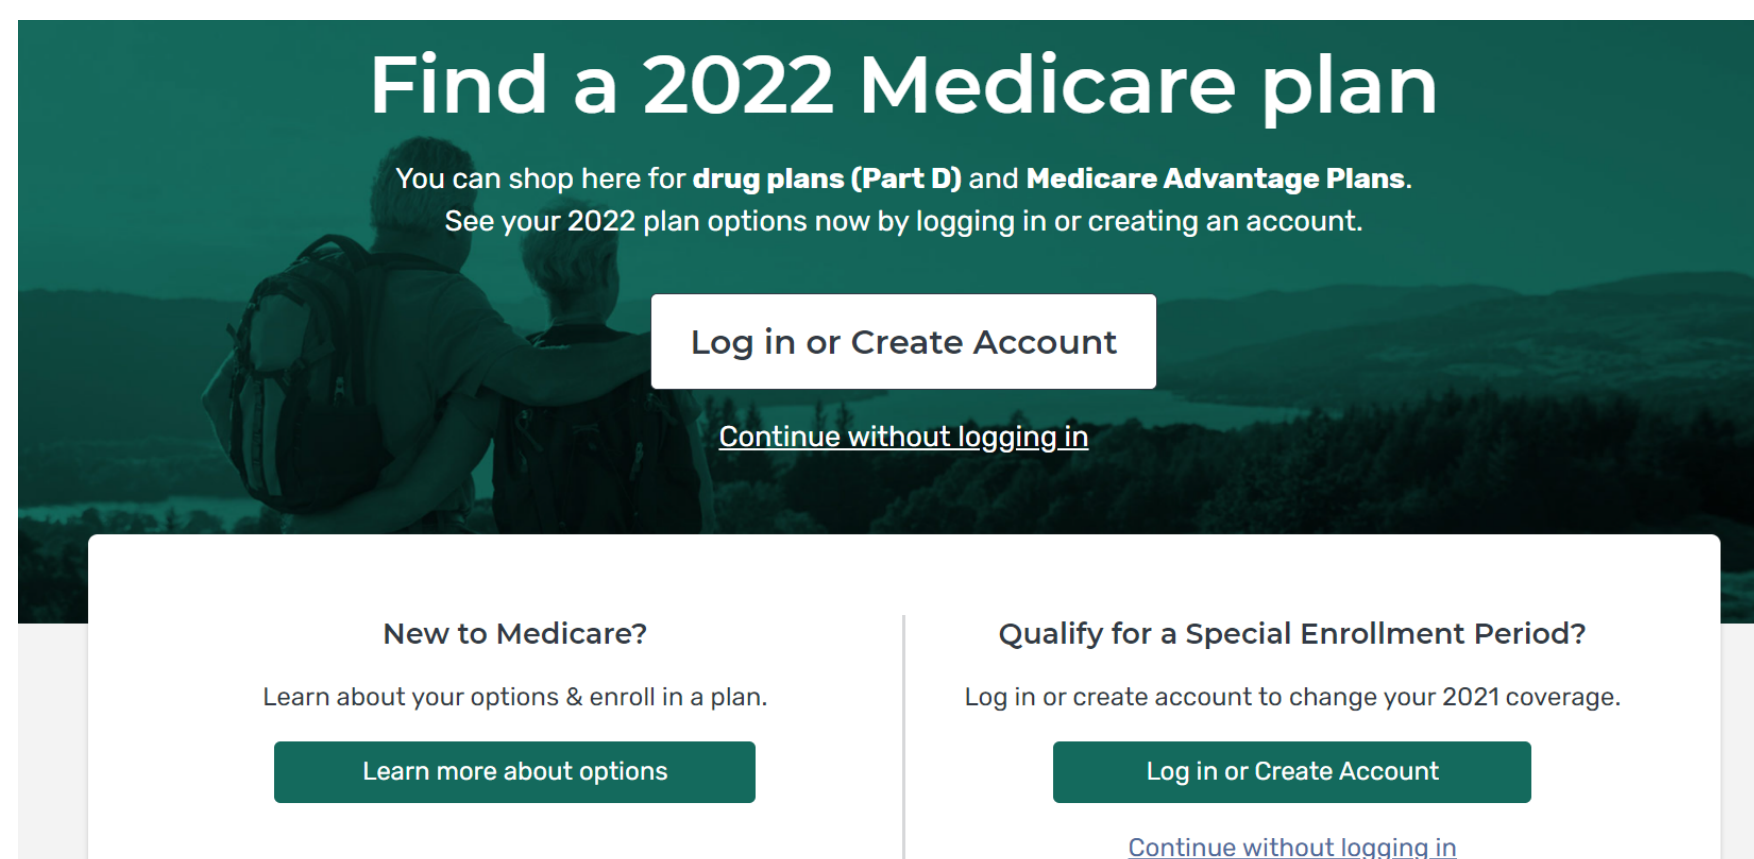 Find a 2022 Medicare plan
You can shop here for drug plans (Part D) and Medicare Advantage Plans.
See your 2022 plan options now by logging in or creating an account.
Log in or Create Account
Continue without logging in
New to Medicare?
Learn about your options & enroll in a plan.
Learn more about options
Qualify for a Special Enrollment Period?
Log in or create account to change your 2021 coverage.
Log in or Create Account
Continue without logging in